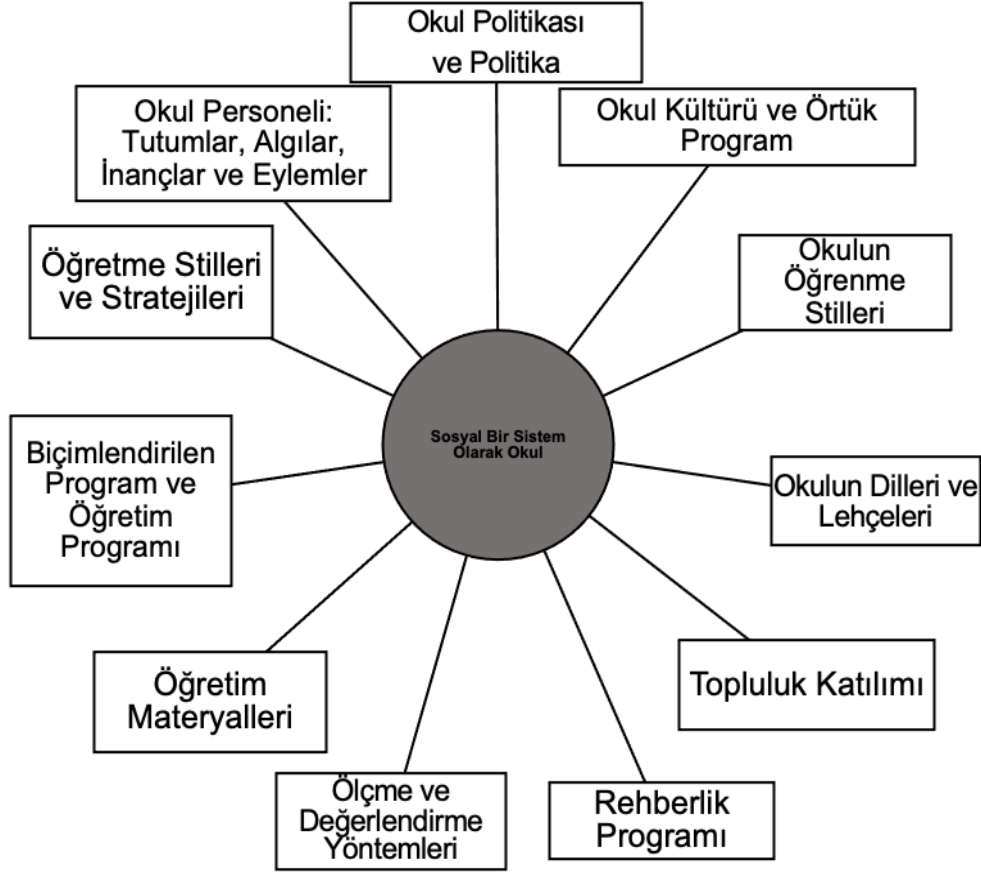 Okul Politikası
ve Politika
Okul Kültürü ve Örtük
Program
Okulun
Öğrenme
Stilleri
Okulun Dilleri ve
Lehçeleri
Topluluk Katılımı
Rehberlik
Programı
Ölçme ve
Değerlendirme
Yöntemleri
Öğretim
Materyalleri
Biçimlendirilen
Program ve
Öğretim
Programı
Öğretme Stilleri
ve Stratejileri
Okul Personeli:
Tutumlar, Algılar,
İnançlar ve Eylemler
Sosyal Bir Sistem
Olarak Okul